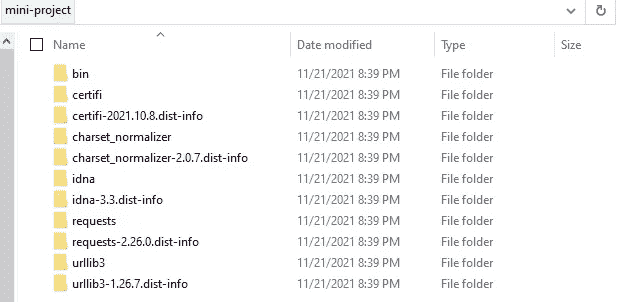 mini-project
Name Date modified Type Size
bin 11/21/2021 8:39 PM File folder
certifi 11/21/2021 8:39 PM File folder
certifi-2021.10.8.dist-info 11/21/2021 8:39 PM File folder
charset_normalizer 11/21/2021 8:39 PM File folder
charset_normalizer-2.0.7.dist-info 11/21/2021 8:39 PM File folder
idna 11/21/2021 8:39 PM File folder
idna-3.3.dist-info 11/21/2021 8:39 PM File folder
requests 11/21/2021 8:39 PM File folder
requests-2.26.0.dist-info 11/21/2021 8:39 PM File folder
urllib3 11/21/2021 8:39 PM File folder
urllib3-1.26.7.dist-info 11/21/2021 8:39 PM File folder